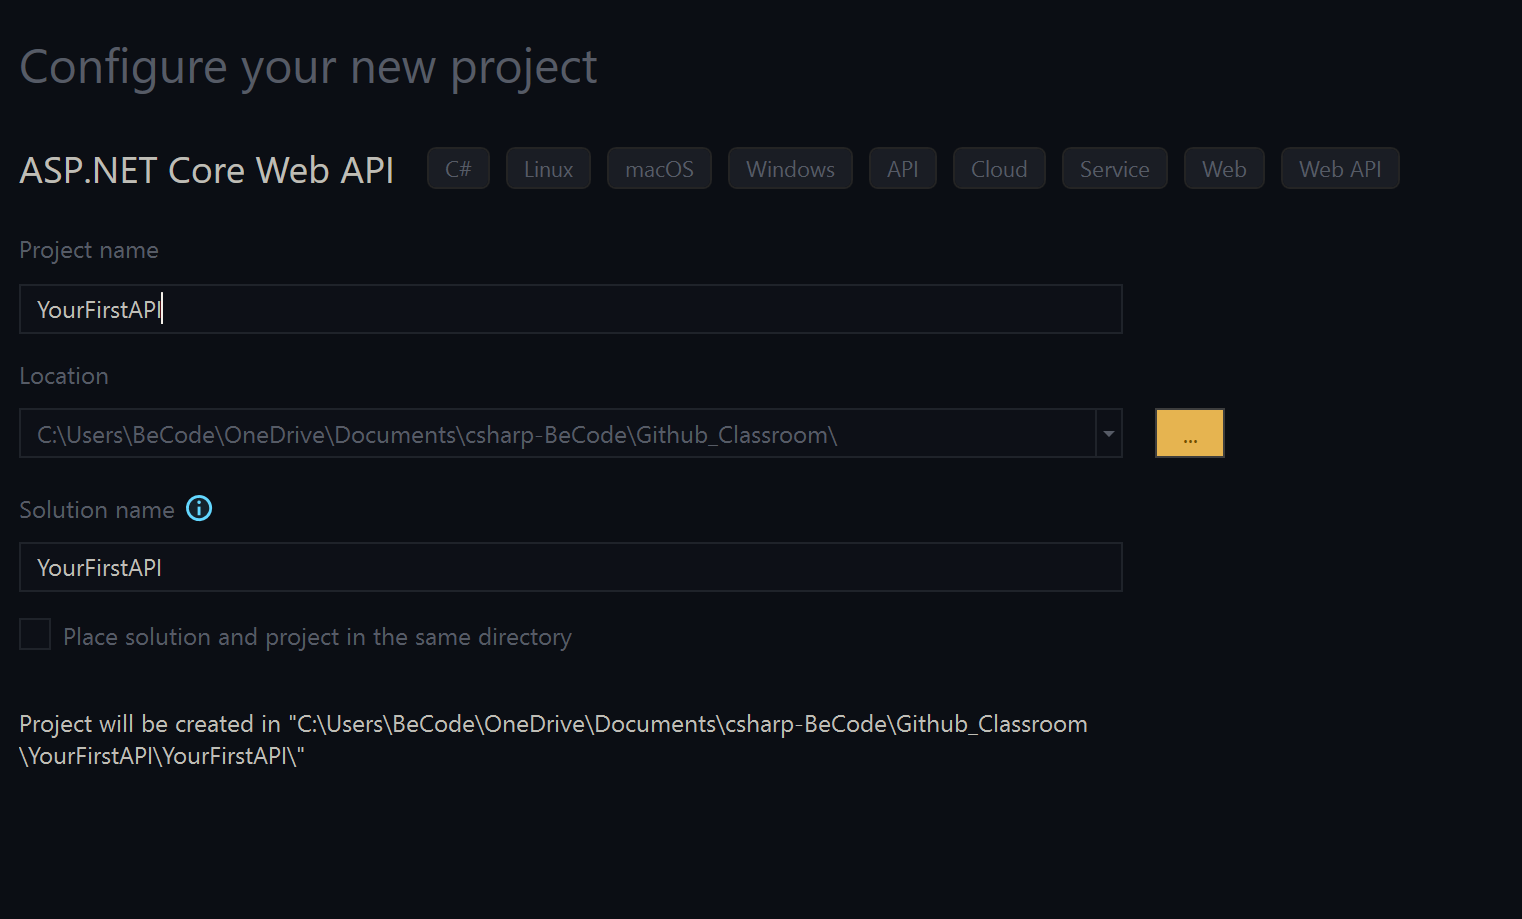 Configure your new project
ASP.NET Core Web API C# Linux macOS Windows API Cloud Service Web Web API
Project name
YourFirstAPI
Location
C:\Users\BeCode\OneDrive\Documents\csharp-BeCode\Github_Classroom\
...
Solution name
YourFirstAPI
Place solution and project in the same directory
Project will be created in "C:\Users\BeCode\OneDrive\Documents\csharp-BeCode\Github_Classroom
\YourFirstAPI\YourFirstAPI\"